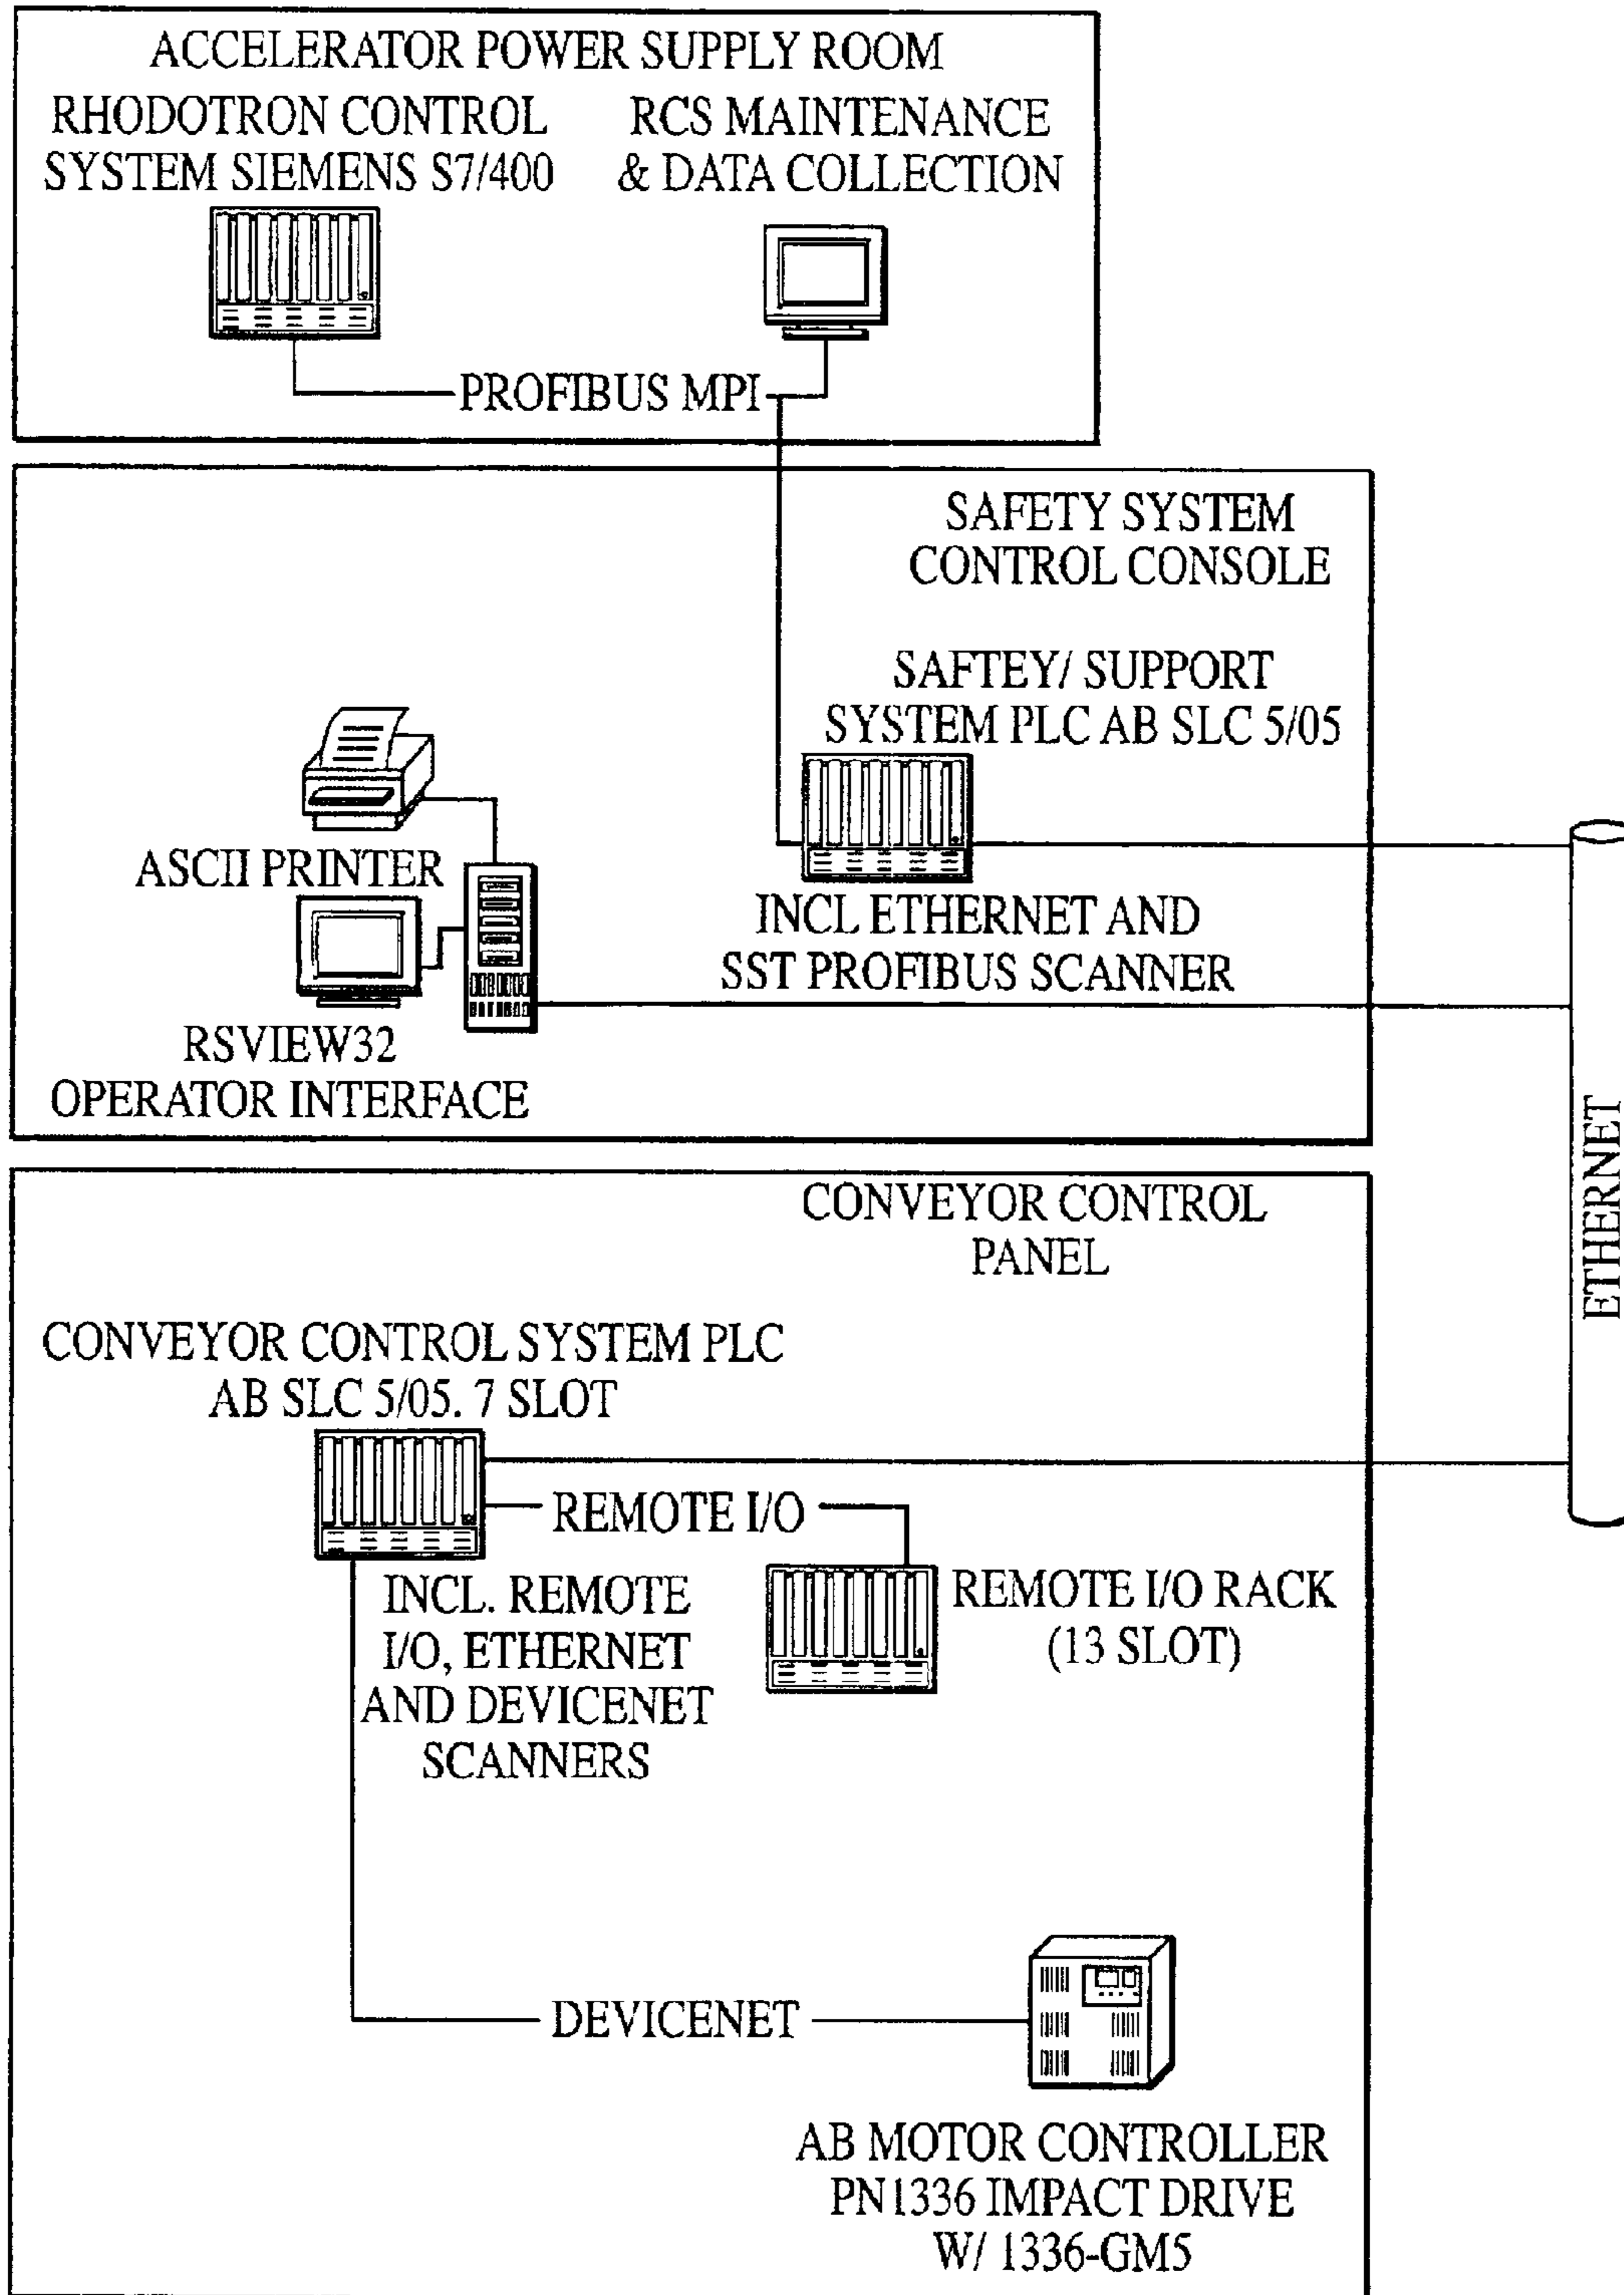 ACCELERATOR POWER SUPPLY ROOM
RHODOTRON CONTROL
SYSTEM SIEMENS S7/400
RCS MAINTENANCE
& DATA COLLECTION
PROFIBUS MPI
SAFETY SYSTEM
CONTROL CONSOLE
SAFTEY/ SUPPORT
SYSTEM PLC AB SLC 5/05
ASCII PRINTER
INCL ETHERNET AND
SST PROFIBUS SCANNER
RSVIEW32
OPERATOR INTERFACE
ETHERNET
CONVEYOR CONTROL
PANEL
CONVEYOR CONTROL SYSTEM PLC
AB SLC 5/05. 7 SLOT
REMOTE I/O
INCL. REMOTE
I/O, ETHERNET
AND DEVICENET
SCANNERS
REMOTE I/O RACK
(13 SLOT)
DEVICENET
AB MOTOR CONTROLLER
PN1336 IMPACT DRIVE
W/ 1336-GM5